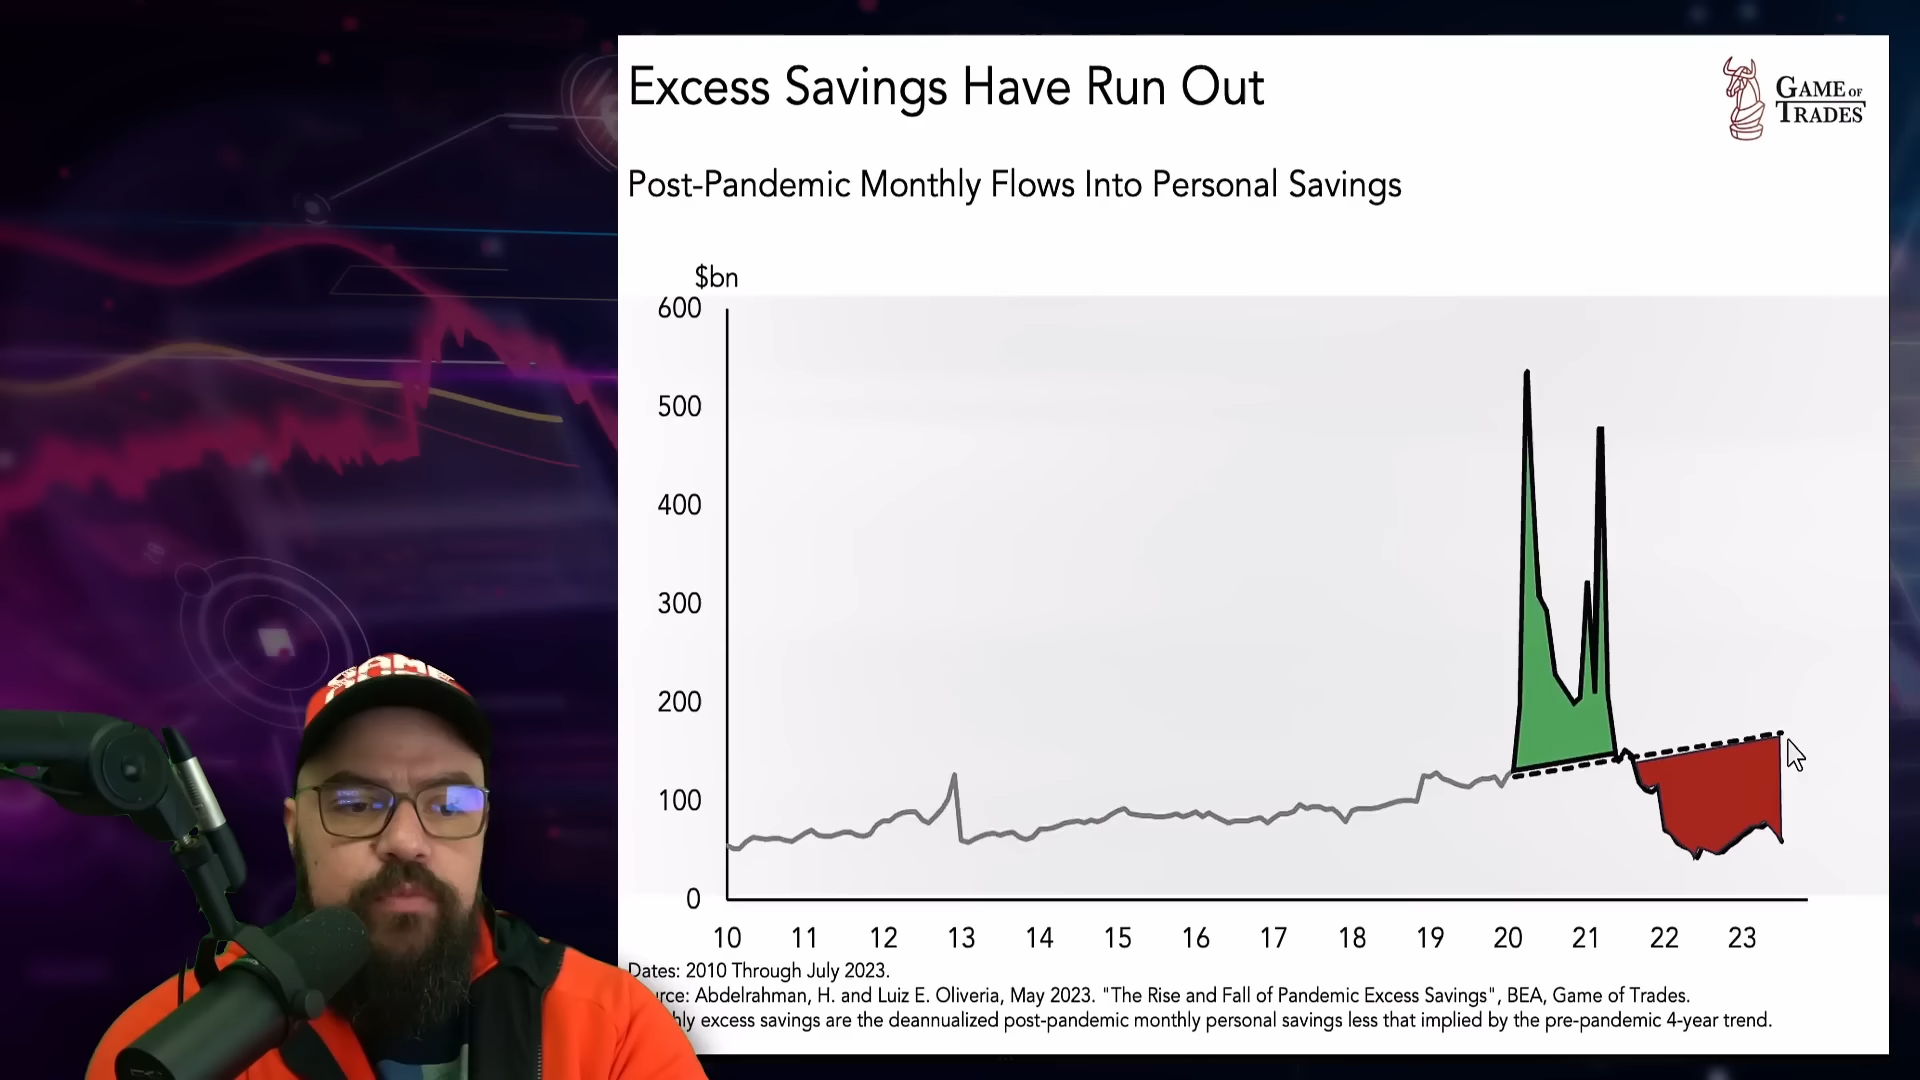 Excess Savings Have Run Out
GAME OF
TRADES
Post-Pandemic Monthly Flows Into Personal Savings
$bn
600
500
400
300
200
100
0
10 11 12 13 14 15 16 17 18 19 20 21 22 23
Dates: 2010 Through July 2023.
rce: Abdelrahman, H. and Luiz E. Oliveria, May 2023. "The Rise and Fall of Pandemic Excess Savings", BEA, Game of Trades.
hly excess savings are the deannualized post-pandemic monthly personal savings less that implied by the pre-pandemic 4-year trend.
GAME